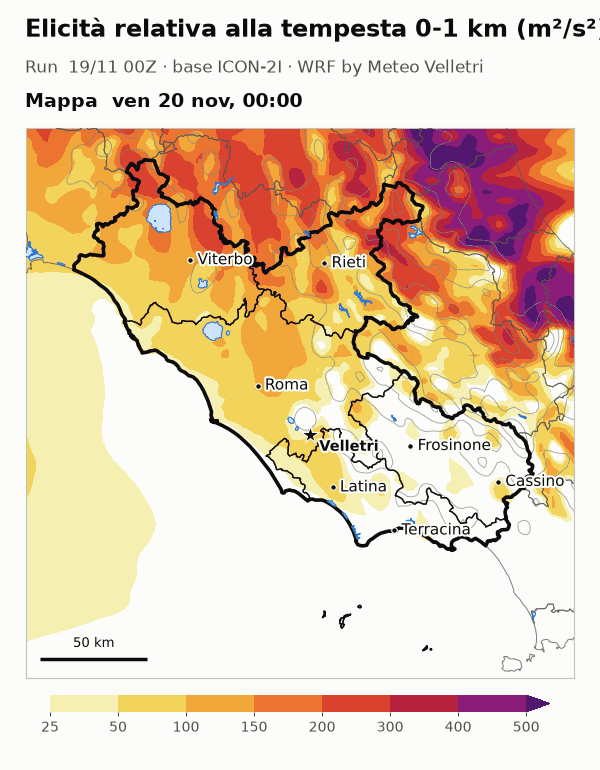 Elicità relativa alla tempesta 0-1 km (m²/s²)
Run 19/11 00Z · base ICON-2I · WRF by Meteo Velletri
Mappa ven 20 nov, 00:00
Viterbo
Rieti
Roma
Velletri
Frosinone
Latina
Cassino
Terracina
50 km
25 50 100 150 200 300 400 500